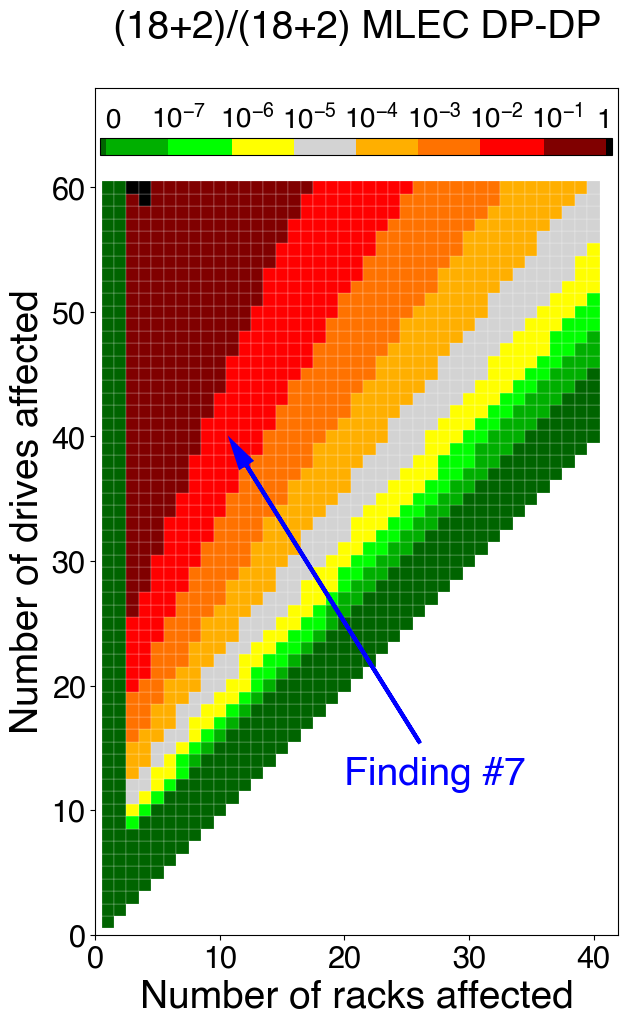 (18+2)/(18+2) MLEC DP-DP
0 10⁻⁷ 10⁻⁶ 10⁻⁵ 10⁻⁴ 10⁻³ 10⁻² 10⁻¹ 1
60
50
40
30
20
10
0
Number of drives affected
Finding #7
0 10 20 30 40
Number of racks affected